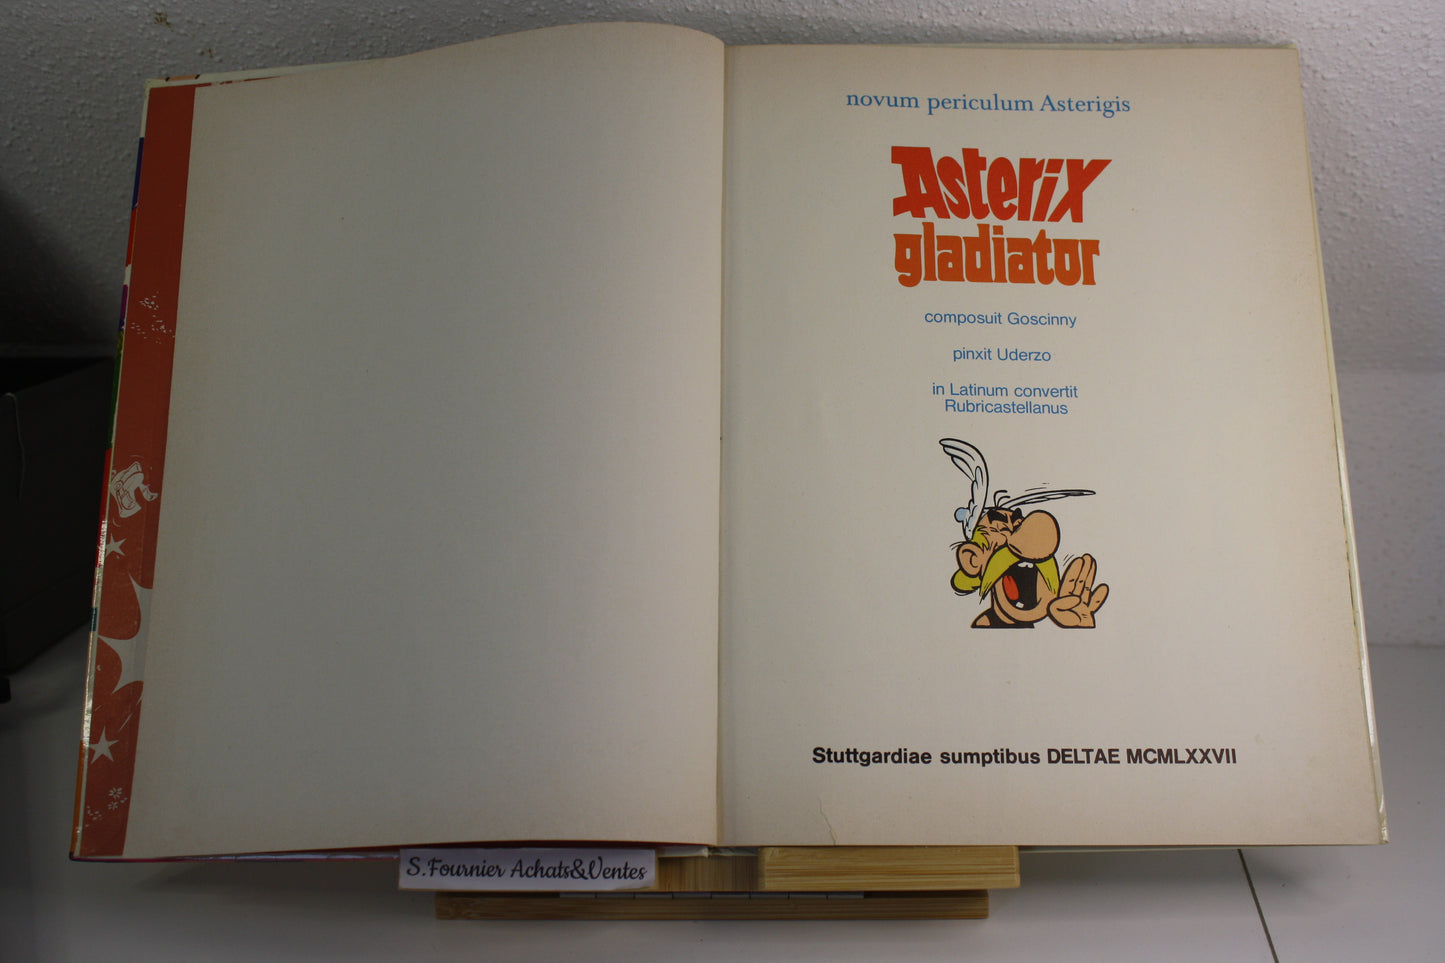 novum periculum Asterigis
Asterix
gladiator
composuit Goscinny
pinxit Uderzo
in Latinum convertit
Rubricastellanus
Stuttgardiae sumptibus DELTAE MCMLXXVII
S.Fournier Achats&Ventes